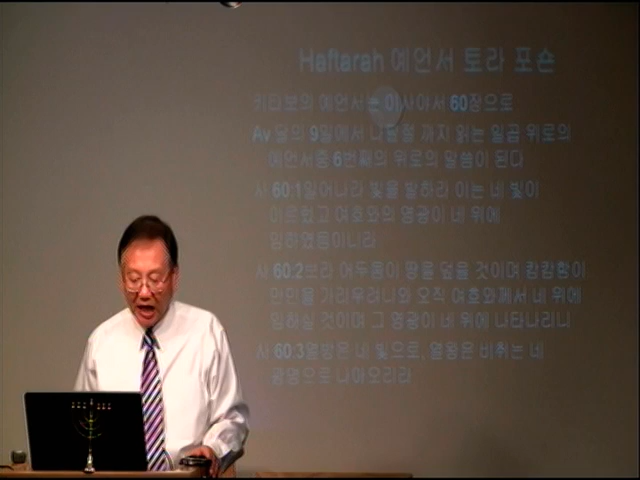 Haftarah 예언서 토라 포숀
키타보의 예언서는 이사야서 60장으로
Av 달의 9일에서 나팔절 까지 읽는 일곱 위로의
예언서중 6번째의 위로의 말씀이 된다
사 60:1일어나라 빛을 발하라 이는 네 빛이
이르렀고 여호와의 영광이 네 위에
임하였음이니라
사 60.2보라 어두움이 땅을 덮을 것이며 캄캄함이
만민을 가리우려니와 오직 여호와께서 네 위에
임하실 것이며 그 영광이 네 위에 나타나리니
사 60.3열방은 네 빛으로, 열왕은 비취는 네
광명으로 나아오리라